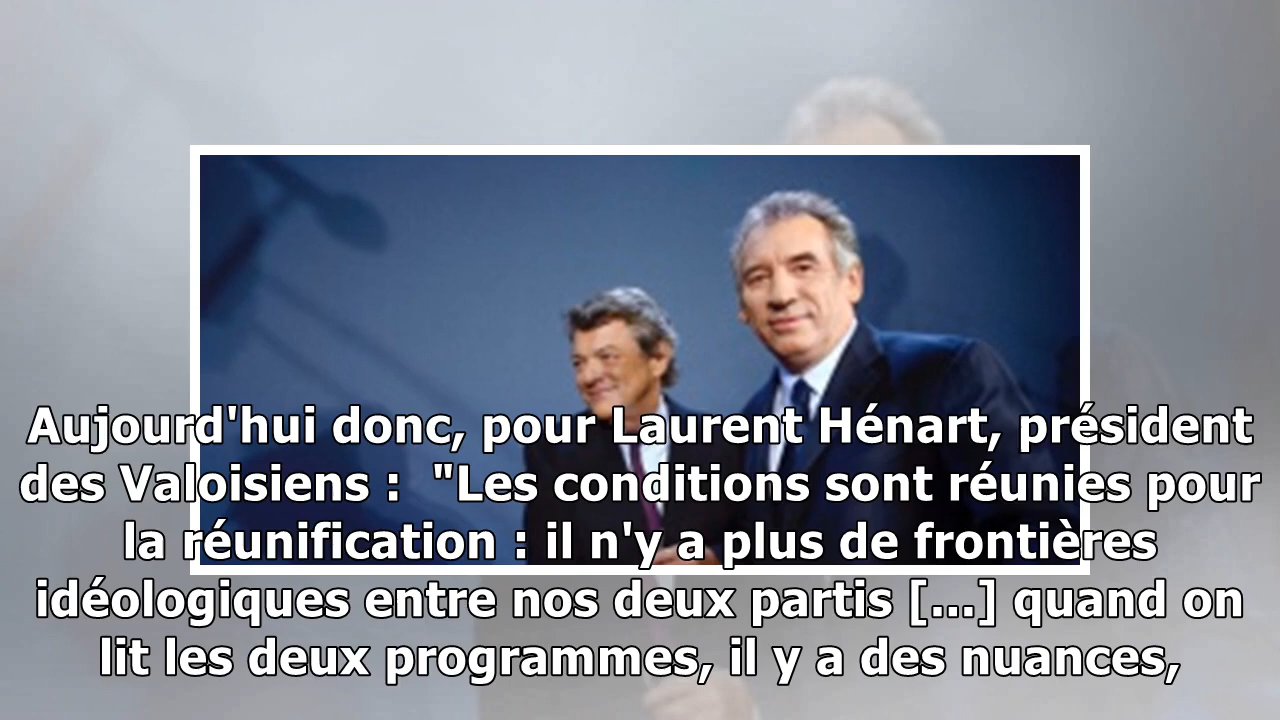 Aujourd'hui donc, pour Laurent Hénart, président
des Valoisiens :  "Les conditions sont réunies pour
la réunification : il n'y a plus de frontières
idéologiques entre nos deux partis [...] quand on
lit les deux programmes, il y a des nuances,